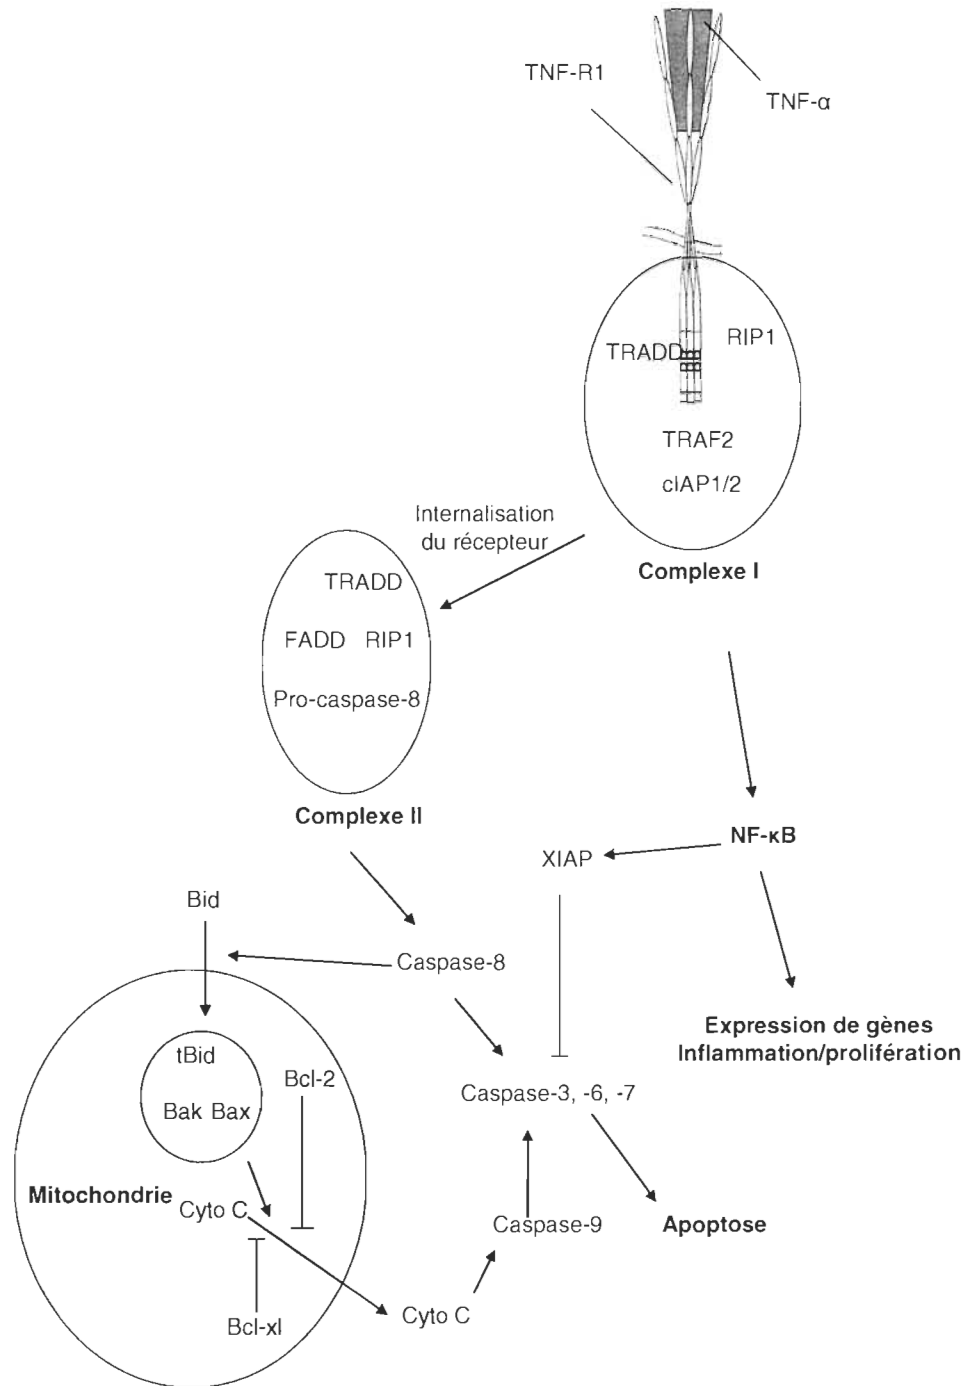 TNF-R1
TNF-α
TRADD
RIP1
TRAF2
cIAP1/2
Internalisation
du récepteur
Complexe I
TRADD
FADD RIP1
Pro-caspase-8
Complexe II
NF-κB
XIAP
Bid
Caspase-8
Expression de gènes
Inflammation/prolifération
tBid
Bcl-2
Bak Bax
Caspase-3, -6, -7
Mitochondrie
Cyto C
Caspase-9
Apoptose
Cyto C
Bcl-xl